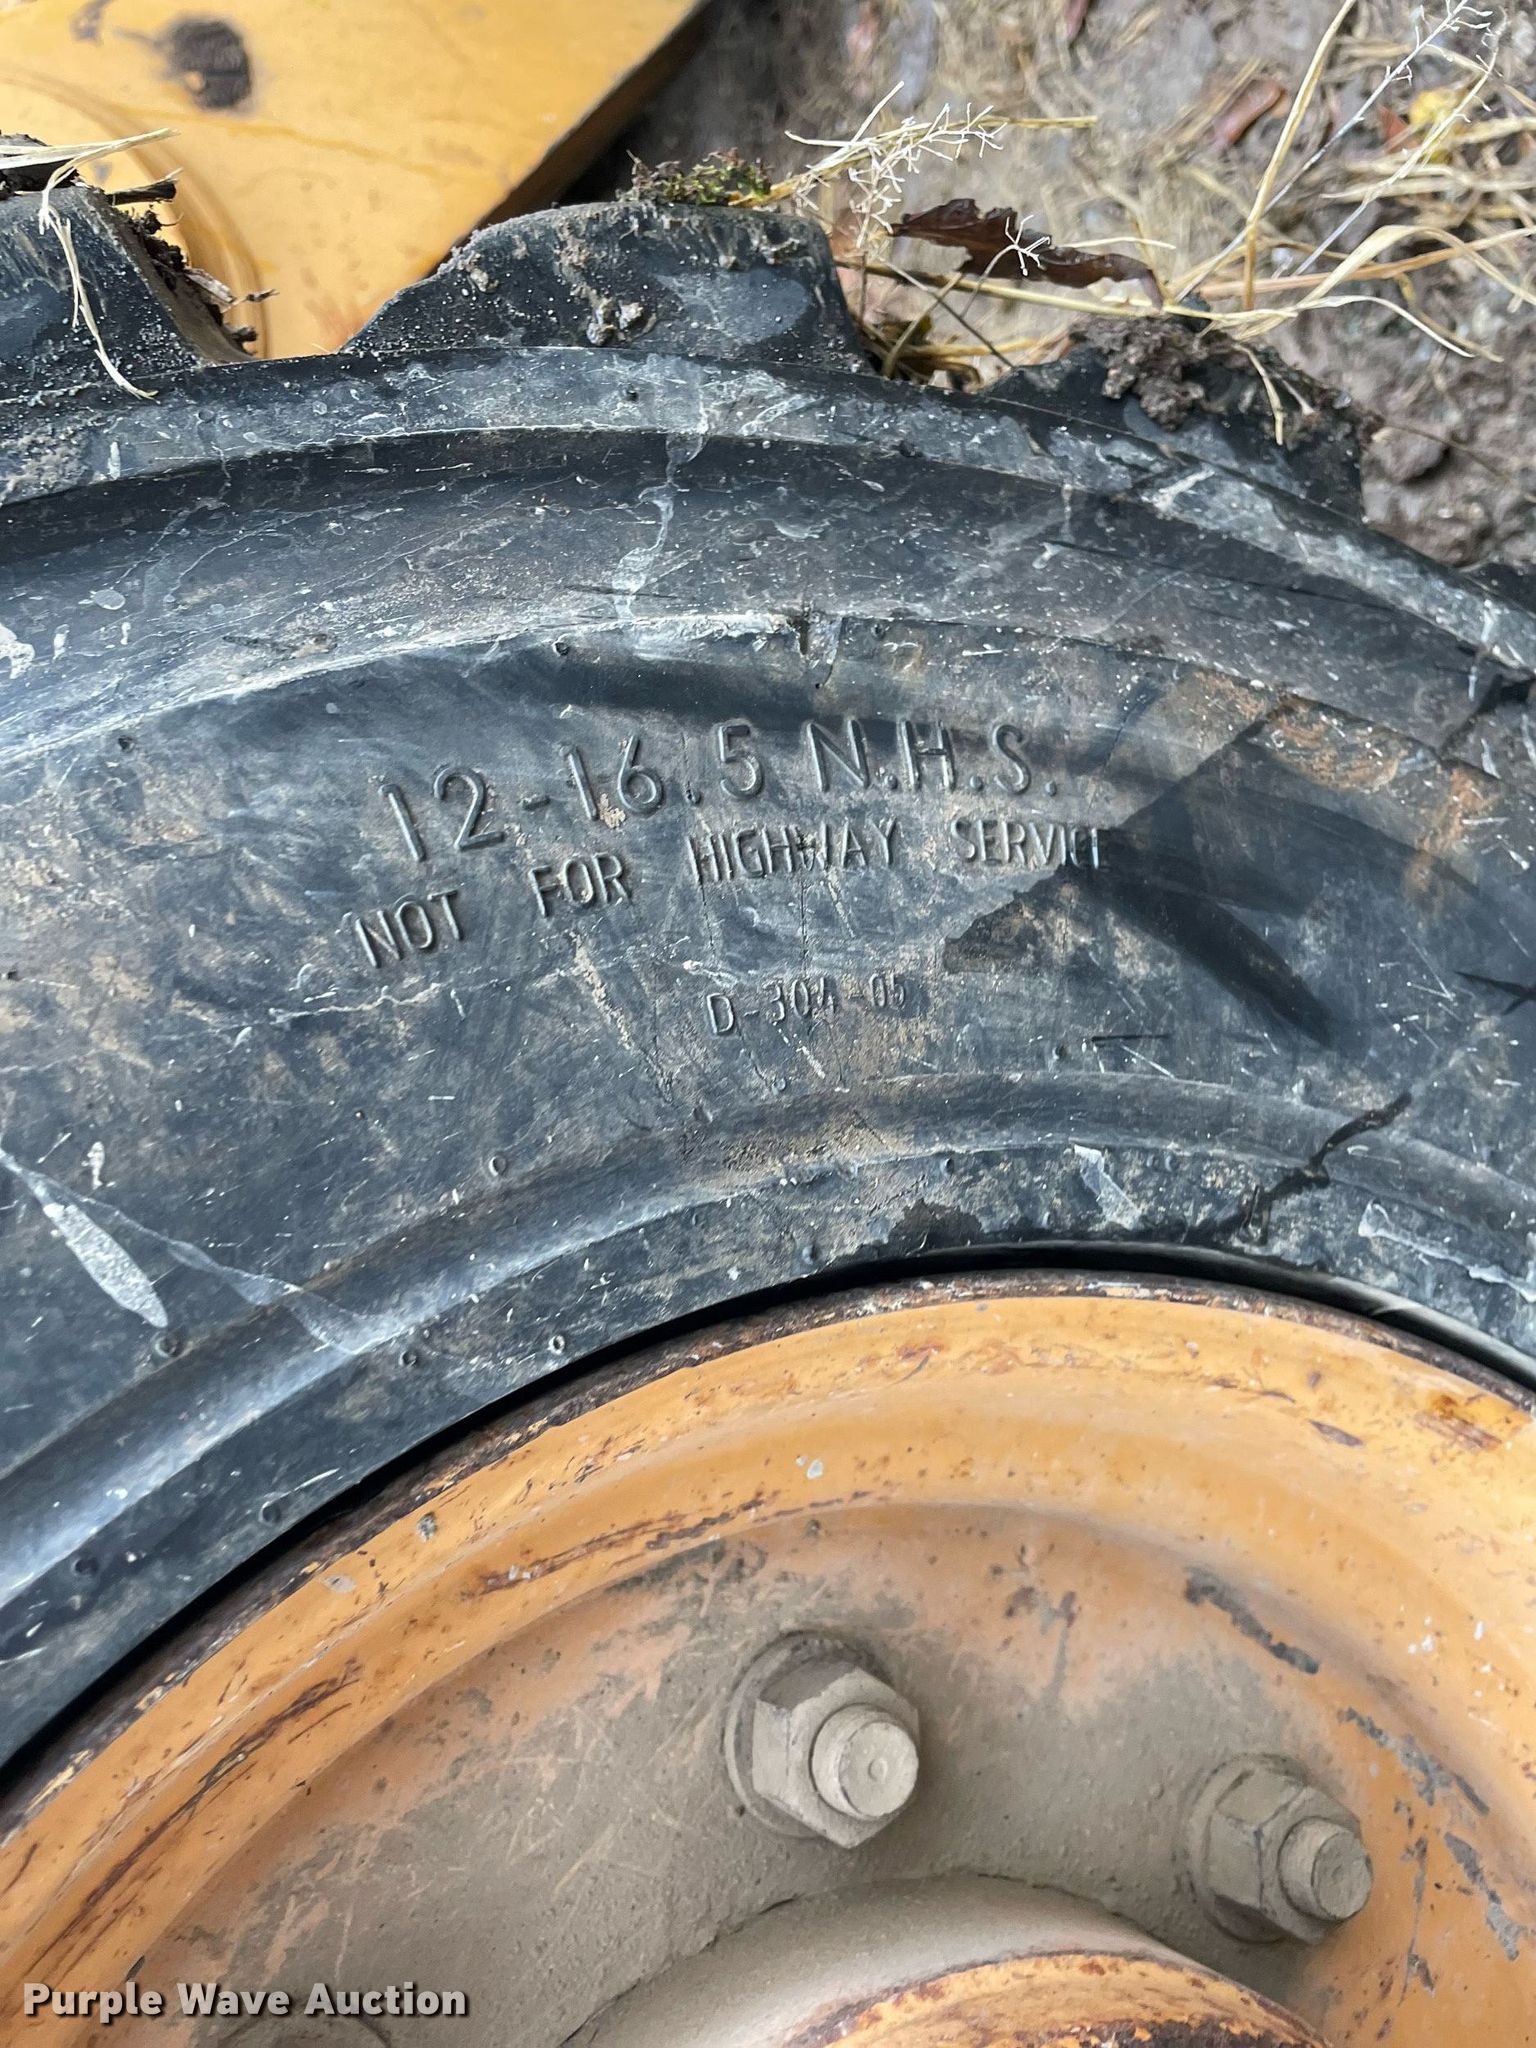 12-16.5 N.H.S.
NOT FOR HIGHWAY SERVICE
D-304-05
Purple Wave Auction